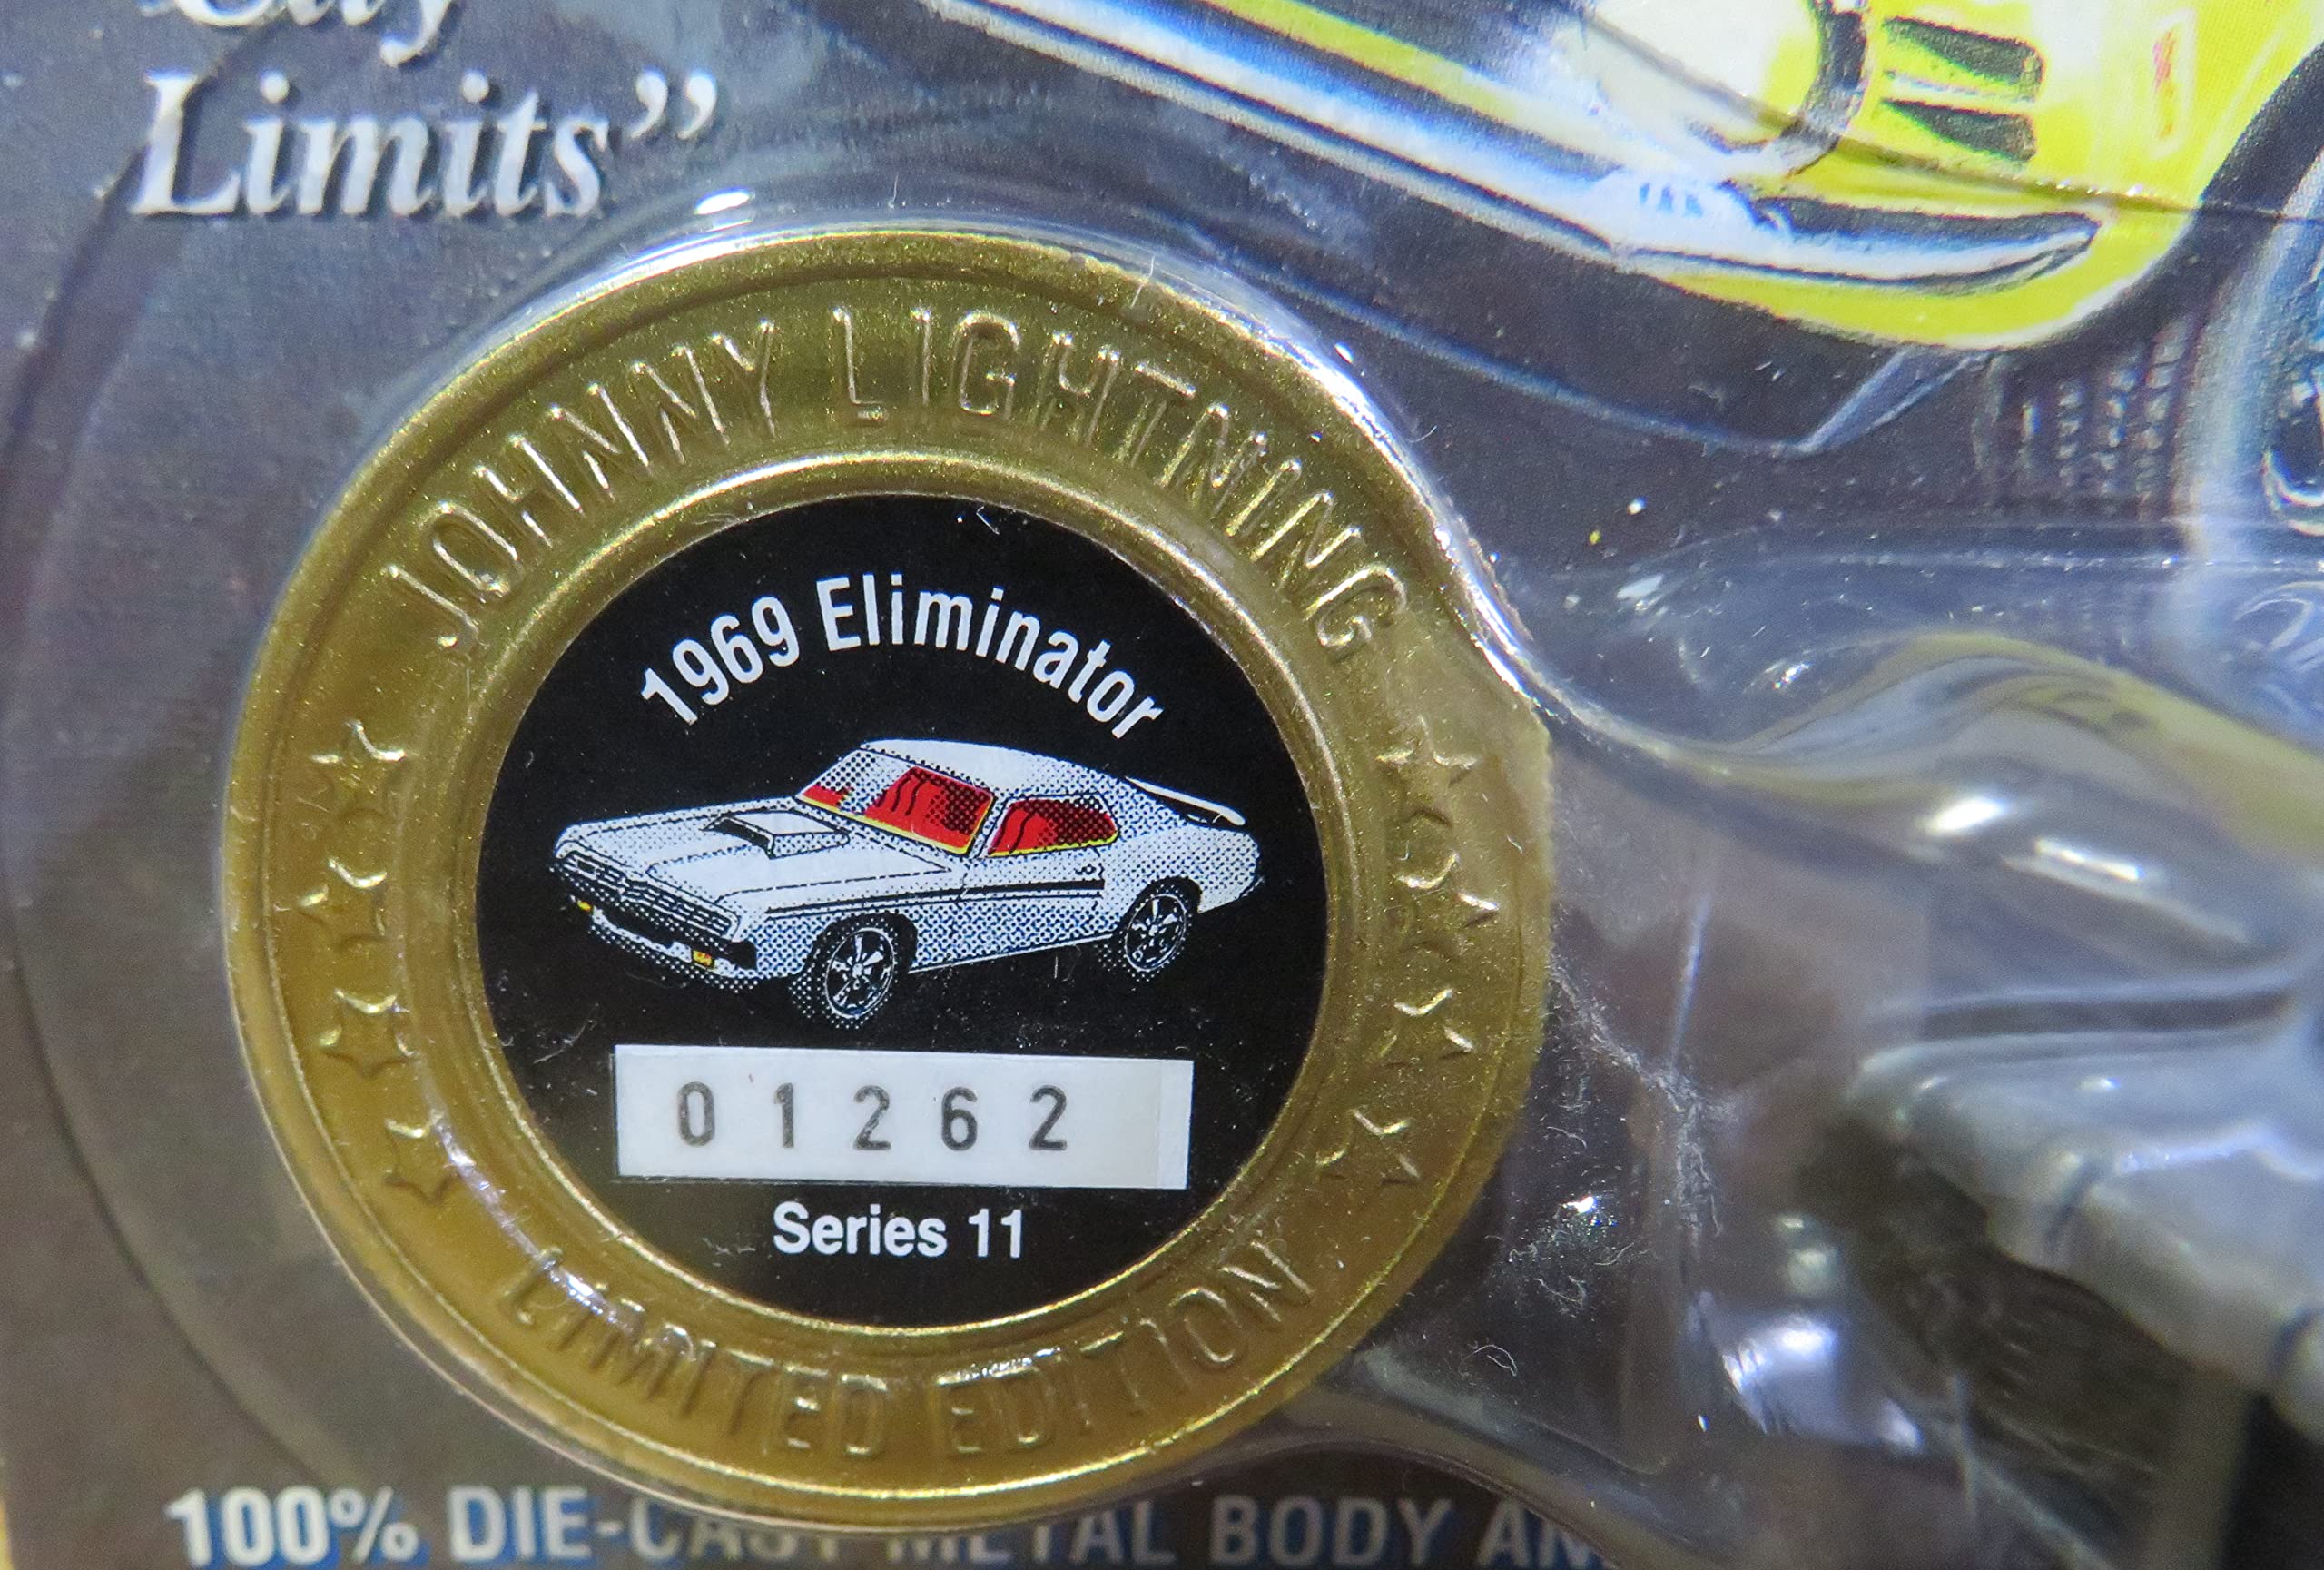 Limits”
JOHNNY LIGHTNING
1969 Eliminator
01262
Series 11
LIMITED EDITION
100% DIE-CAST METAL BODY AN